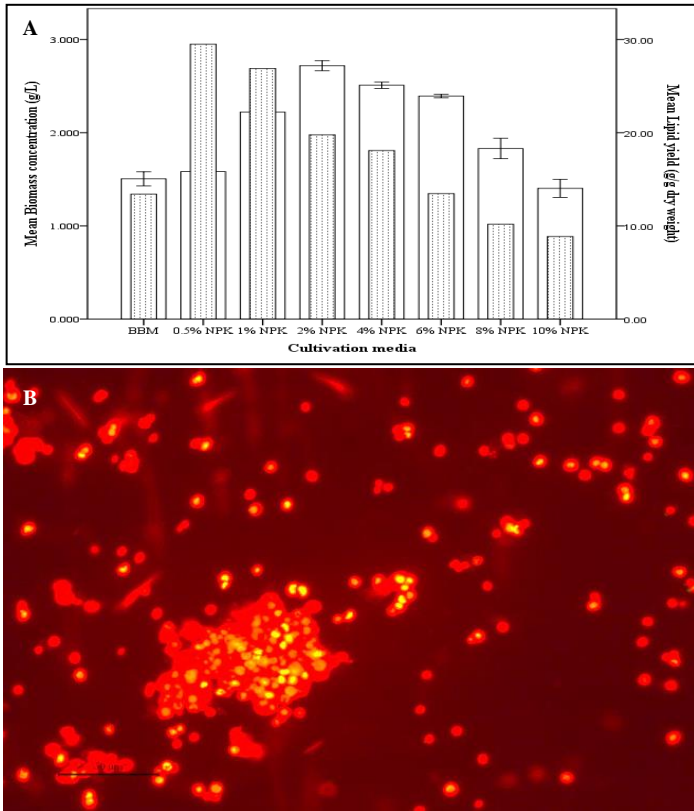 A
Mean Biomass concentration (g/L)
3.000
2.000
1.000
0.000
30.00
20.00
10.00
0.00
Mean Lipid yield (g/g dry weight)
BBM 0.5% NPK 1% NPK 2% NPK 4% NPK 6% NPK 8% NPK 10% NPK
Cultivation media
B